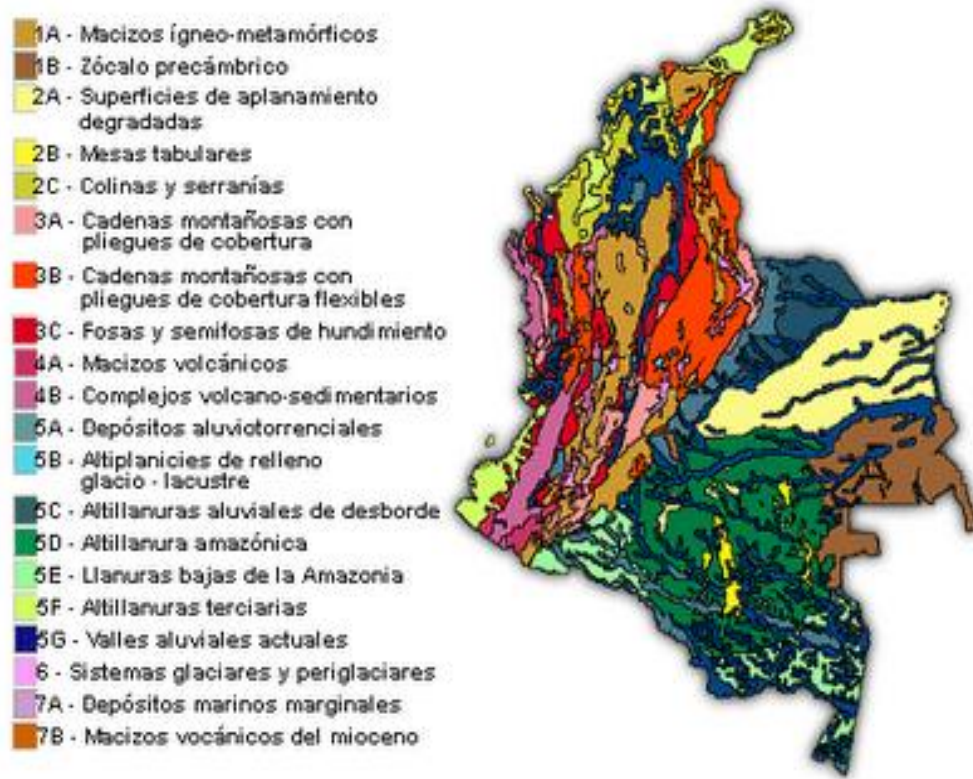 1A - Macizos ígneo-metamórficos
1B - Zócalo precámbrico
2A - Superficies de aplanamiento
degradadas
2B - Mesas tabulares
2C - Colinas y serranías
3A - Cadenas montañosas con
pliegues de cobertura
3B - Cadenas montañosas con
pliegues de cobertura flexibles
3C - Fosas y semifosas de hundimiento
4A - Macizos volcánicos
4B - Complejos volcano-sedimentarios
5A - Depósitos aluviotorrenciales
5B - Altiplanicies de relleno
glacio - lacustre
5C - Altillanuras aluviales de desborde
5D - Altillanura amazónica
5E - Llanuras bajas de la Amazonia
5F - Altillanuras terciarias
5G - Valles aluviales actuales
6 - Sistemas glaciares y periglaciares
7A - Depósitos marinos marginales
7B - Macizos vocánicos del mioceno